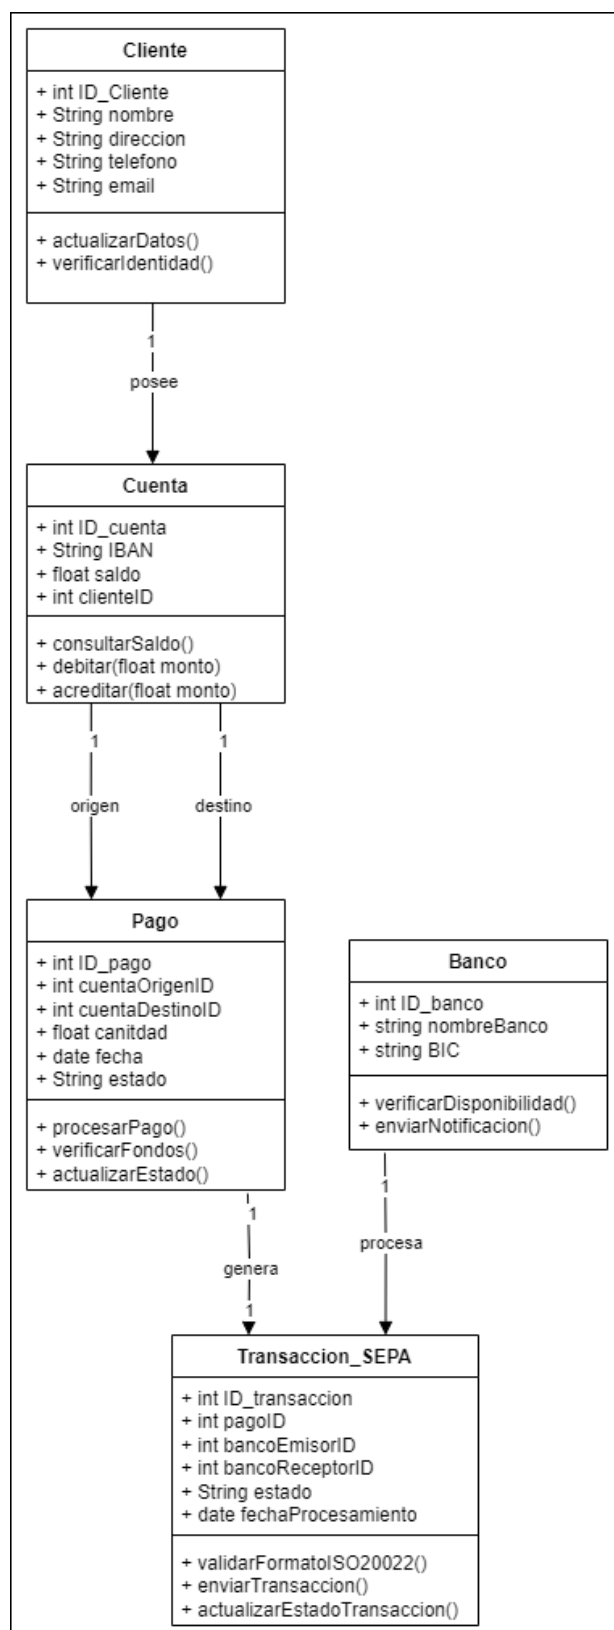 Cliente
+ int ID_Cliente
+ String nombre
+ String direccion
+ String telefono
+ String email
+ actualizarDatos()
+ verificarIdentidad()
1
posee
Cuenta
+ int ID_cuenta
+ String IBAN
+ float saldo
+ int clienteID
+ consultarSaldo()
+ debitar(float monto)
+ acreditar(float monto)
1
1
origen
destino
Pago
+ int ID_pago
+ int cuentaOrigenID
+ int cuentaDestinoID
+ float canitdad
+ date fecha
+ String estado
+ procesarPago()
+ verificarFondos()
+ actualizarEstado()
Banco
+ int ID_banco
+ string nombreBanco
+ string BIC
+ verificarDisponibilidad()
+ enviarNotificacion()
1
genera
1
1
procesa
Transaccion_SEPA
+ int ID_transaccion
+ int pagoID
+ int bancoEmisorID
+ int bancoReceptorID
+ String estado
+ date fechaProcesamiento
+ validarFormatoISO20022()
+ enviarTransaccion()
+ actualizarEstadoTransaccion()